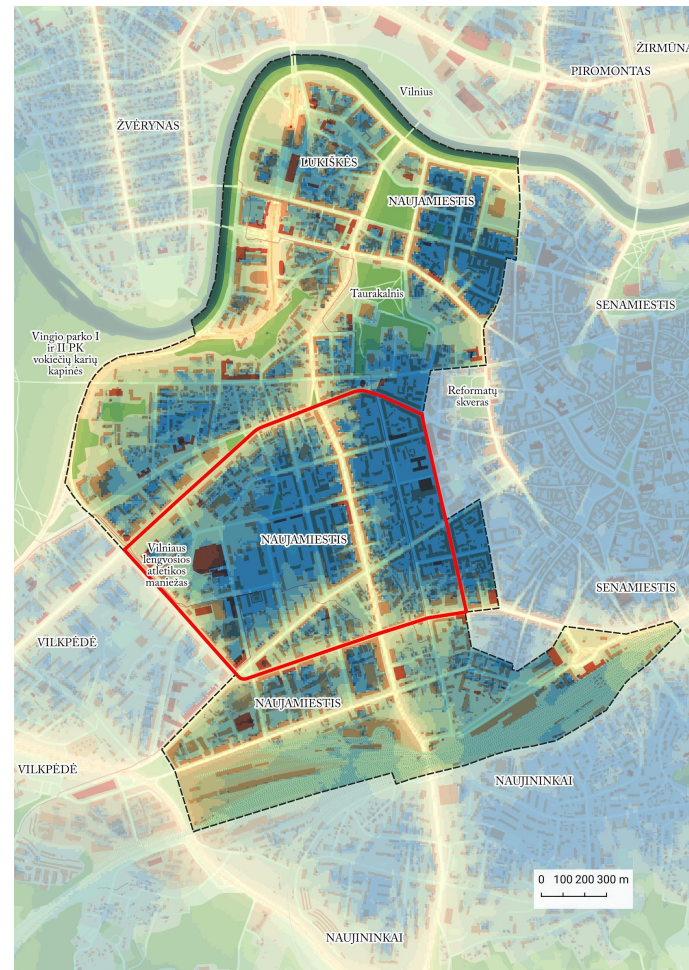 ŽIRMŪNA
PIROMONTAS
Vilnius
ŽVĖRYNAS
LUKIŠKĖS
NAUJAMIESTIS
Taurakalnis
SENAMIESTIS
Vingio parko I
ir II PK
vokiečių karių
kapinės
Reformatų
skveras
NAUJAMIESTIS
Vilniaus
lengvosios
atletikos
maniežas
SENAMIESTIS
VILKPĖDĖ
NAUJAMIESTIS
VILKPĖDĖ
NAUJININKAI
0 100 200 300 m
NAUJININKAI